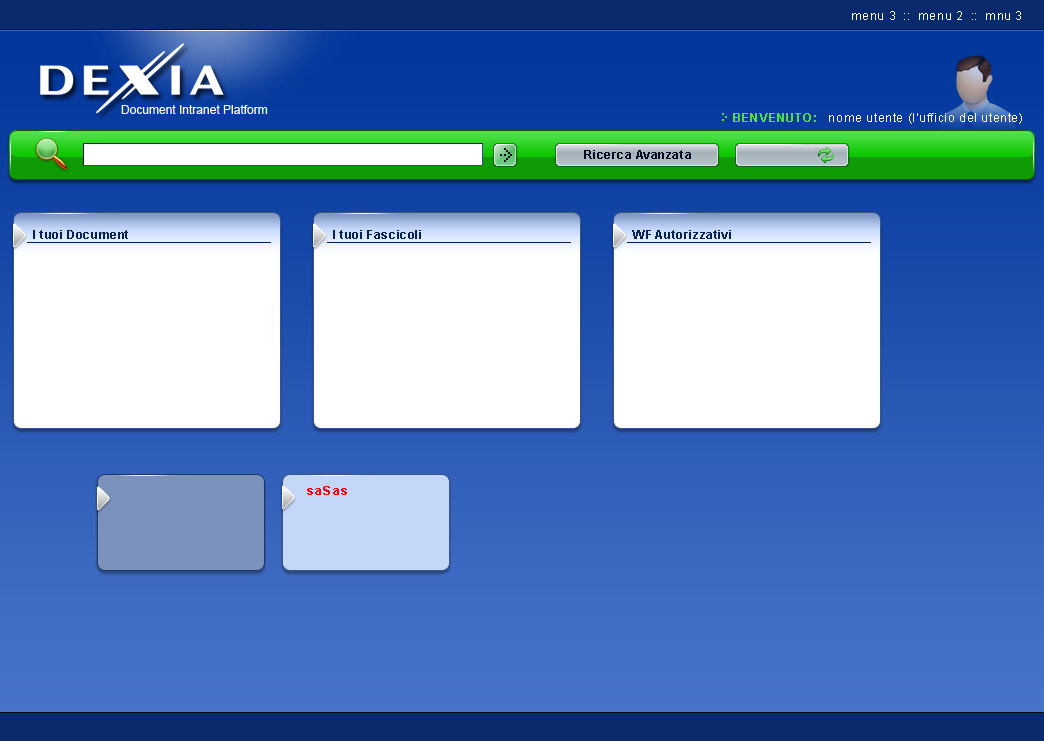 menu 3 :: menu 2 :: mnu 3
DEXIA
Document Intranet Platform
BENVENUTO: nome utente (l'ufficio del utente)
Ricerca Avanzata
I tuoi Document
I tuoi Fascicoli
WF Autorizzativi
saSas